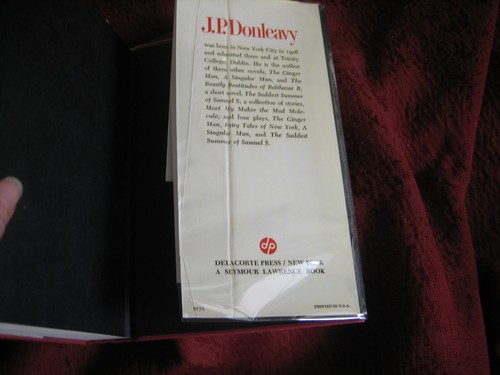 J.P. Donleavy
was born in New York City in 1926
and educated there and at Trinity
College, Dublin. He is the author
of three other novels, The Ginger
Man, A Singular Man, and The
Beastly Beatitudes of Balthazar B;
a short novel, The Saddest Summer
of Samuel S; a collection of stories,
Meet My Maker the Mad Mole-
cule; and four plays, The Ginger
Man, Fairy Tales of New York, A
Singular Man, and The Saddest
Summer of Samuel S.
dp
DELACORTE PRESS / NEW YORK
A SEYMOUR LAWRENCE BOOK
PRINTED IN U.S.A.